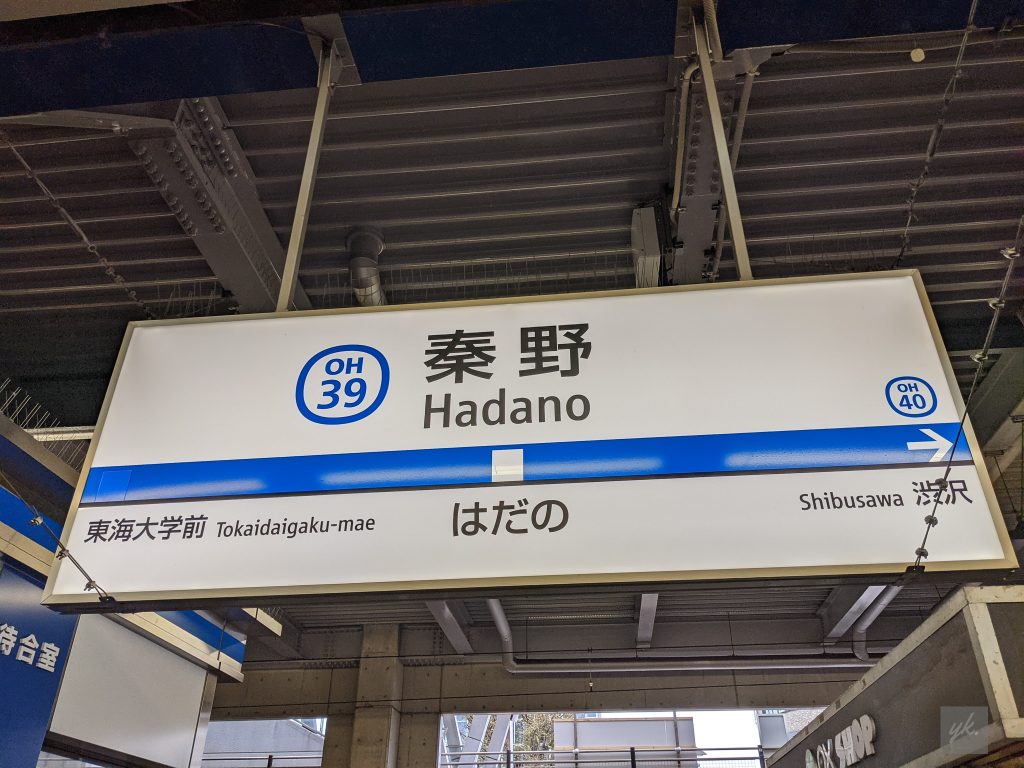 OH
39
秦野
Hadano
OH
40
東海大学前 Tokaidaigaku-mae
はだの
Shibusawa 渋沢
待合室
OX SHOP
yk.